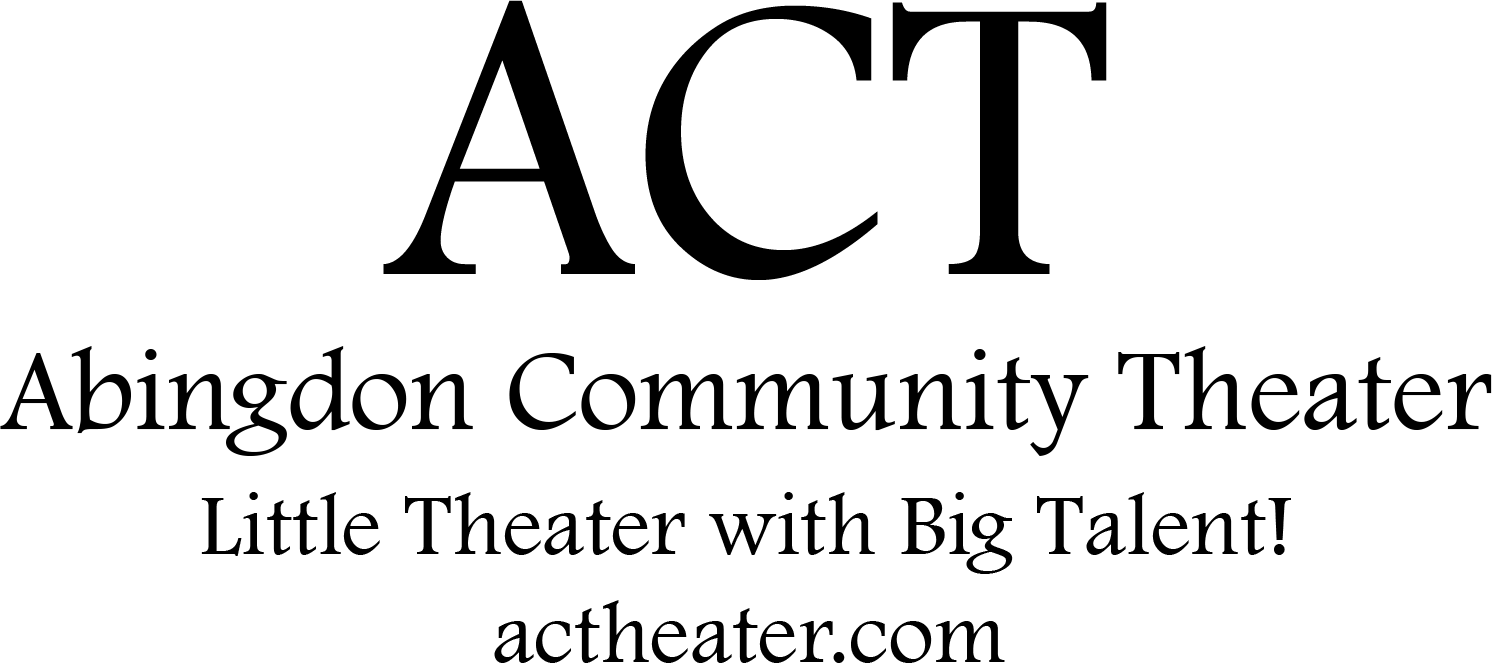 ACT
Abingdon Community Theater
Little Theater with Big Talent!
actheater.com